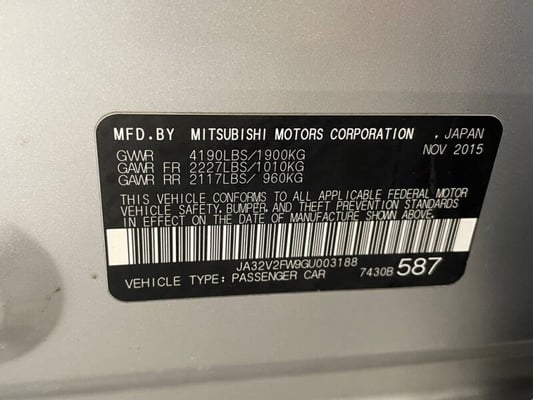 MFD.BY MITSUBISHI MOTORS CORPORATION , JAPAN
NOV 2015
GVWR 4190LBS/1900KG
GAWR FR 2227LBS/1010KG
GAWR RR 2117LBS/ 960KG
THIS VEHICLE CONFORMS TO ALL APPLICABLE FEDERAL MOTOR
VEHICLE SAFETY, BUMPER, AND THEFT PREVENTION STANDARDS
IN EFFECT ON THE DATE OF MANUFACTURE SHOWN ABOVE.
JA32V2FW9GU003188
VEHICLE TYPE: PASSENGER CAR 7430B 587